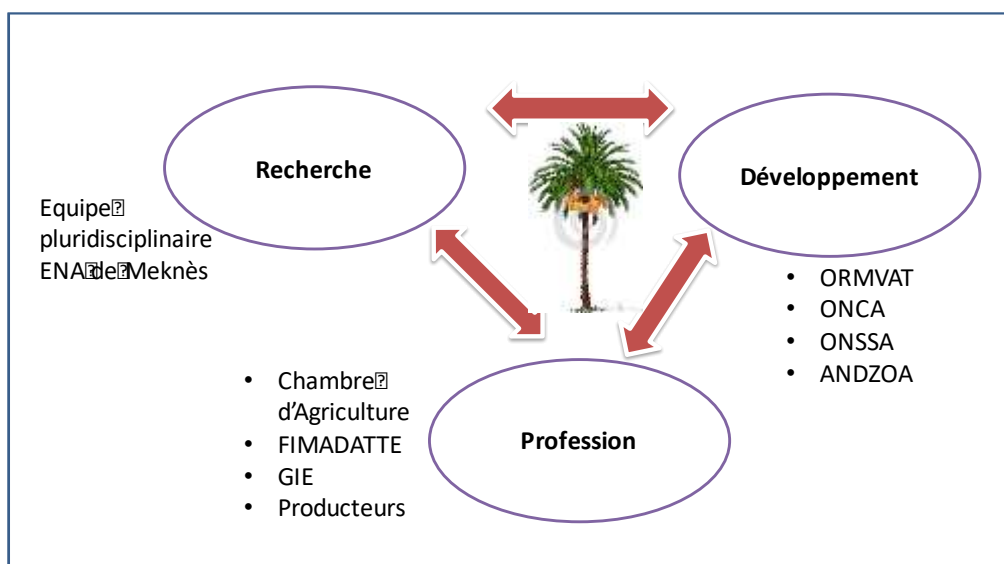 Recherche
Développement
Equipe⍰
pluridisciplinaire
ENA⍰de⍰Meknès
• ORMVAT
• ONCA
• ONSSA
• ANDZOA
• Chambre⍰
d'Agriculture
• FIMADATTE
• GIE
• Producteurs
Profession